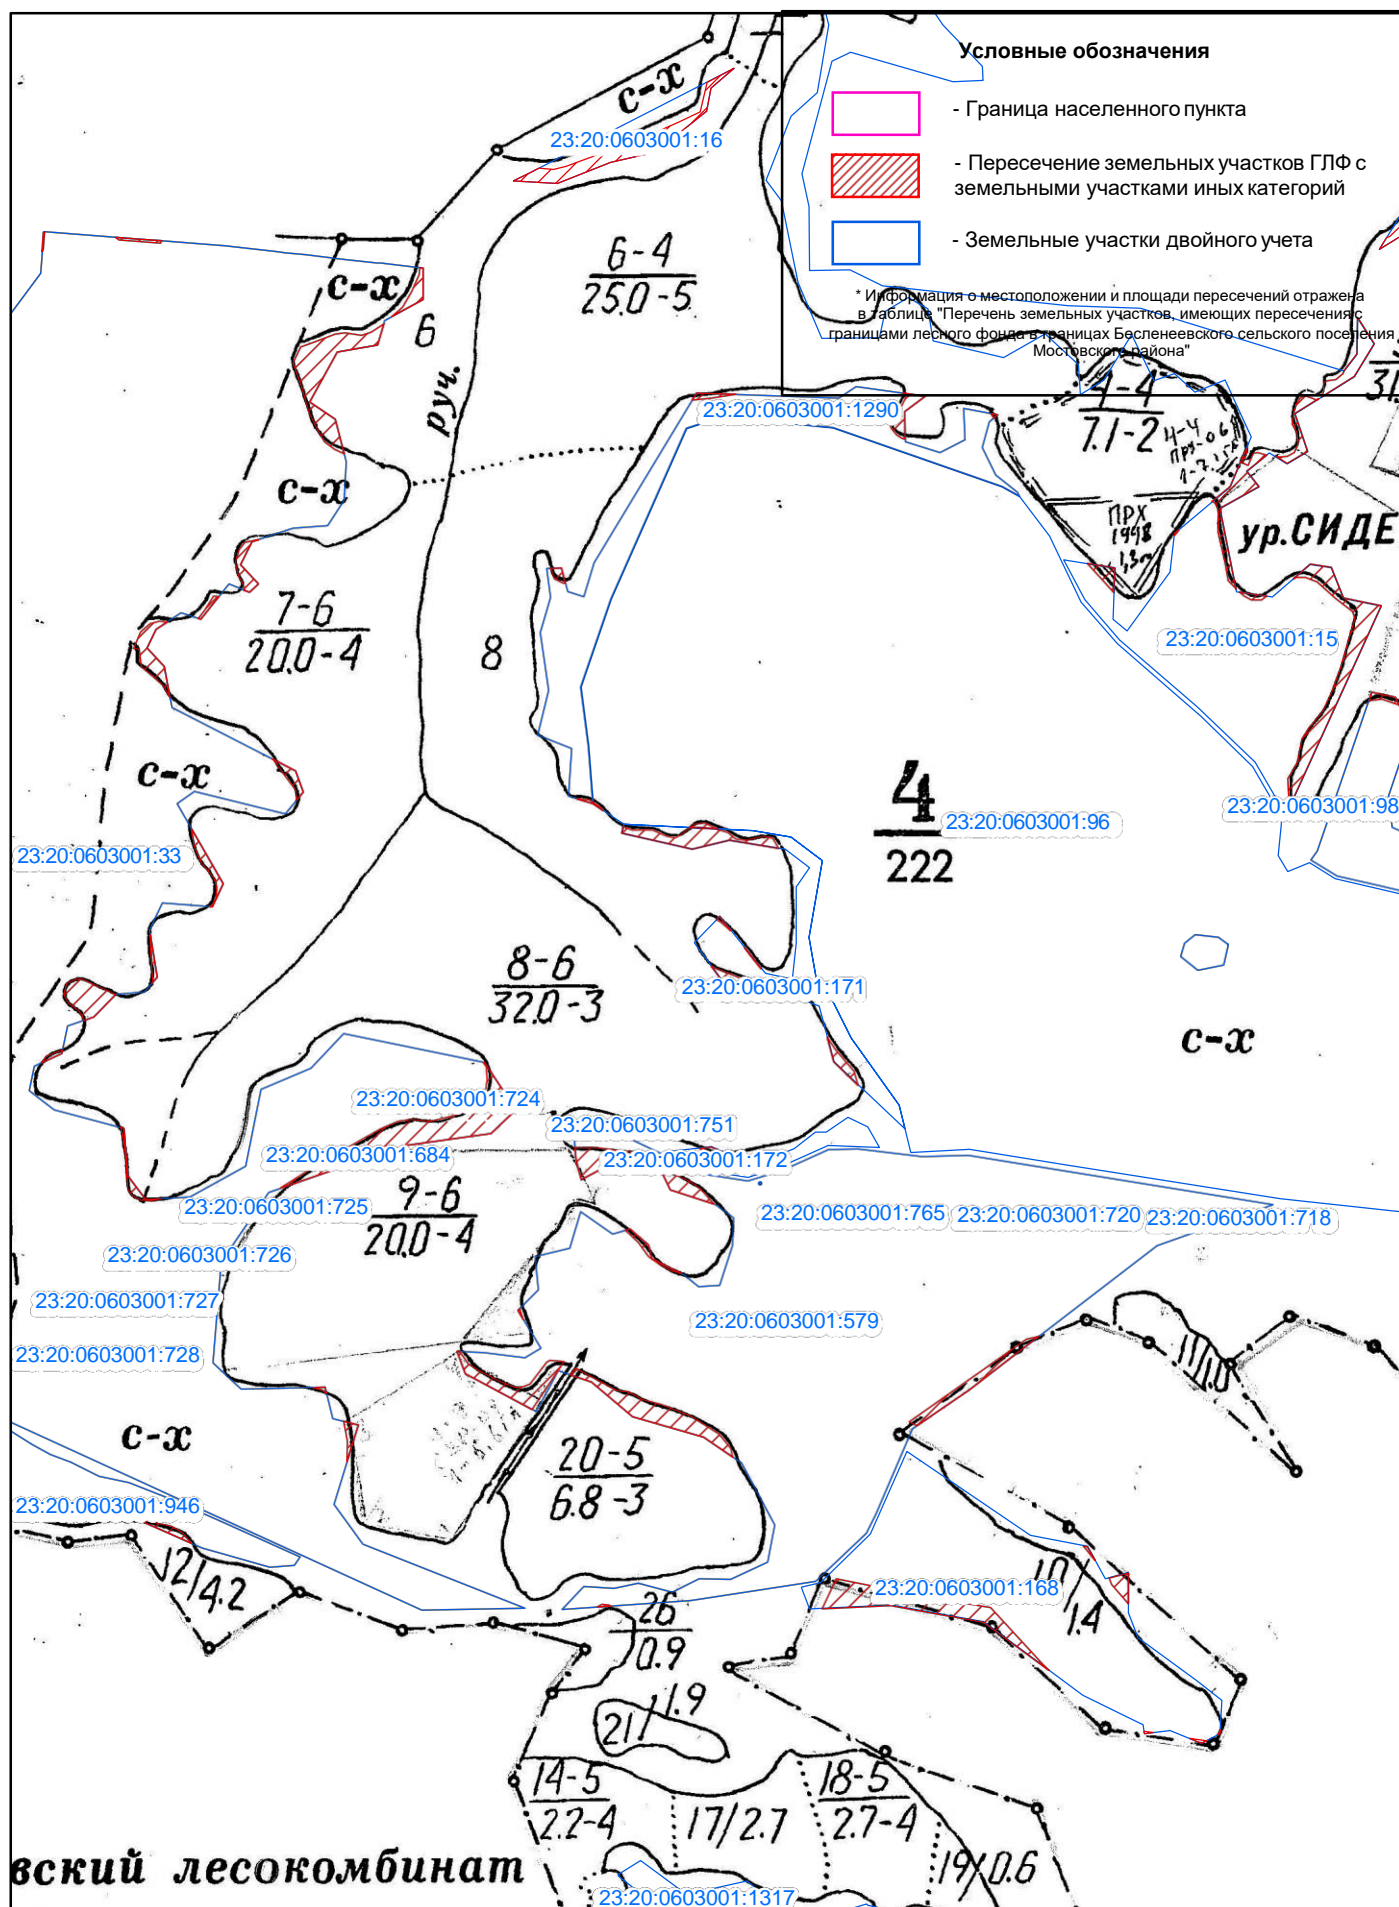 Условные обозначения
- Граница населенного пункта
- Пересечение земельных участков ГЛФ с
земельными участками иных категорий
- Земельные участки двойного учета
* Информация о местоположении и площади пересечений отражена
в таблице "Перечень земельных участков, имеющих пересечения с
границами лесного фонда в границах Бесленеевского сельского поселения
Мостовского района"
с-х
23:20:0603001:16
6-4
25.0-5
с-х
6
руч.
23:20:0603001:1290
4-4
7.1-2
с-х
ПРХ
1998
ур.СИДЕ
7-6
20.0-4
8
23:20:0603001:15
с-х
4
222
23:20:0603001:96
23:20:0603001:98
23:20:0603001:33
8-6
32.0-3
23:20:0603001:171
с-х
23:20:0603001:724
23:20:0603001:751
23:20:0603001:684
23:20:0603001:172
9-6
20.0-4
23:20:0603001:725
23:20:0603001:765
23:20:0603001:720
23:20:0603001:718
23:20:0603001:726
23:20:0603001:727
23:20:0603001:579
23:20:0603001:728
с-х
20-5
6.8-3
23:20:0603001:946
12/4.2
23:20:0603001:168
10/1.4
26
0.9
21/1.9
14-5
2.2-4
17/2.7
18-5
2.7-4
19/0.6
вский лесокомбинат
23:20:0603001:1317